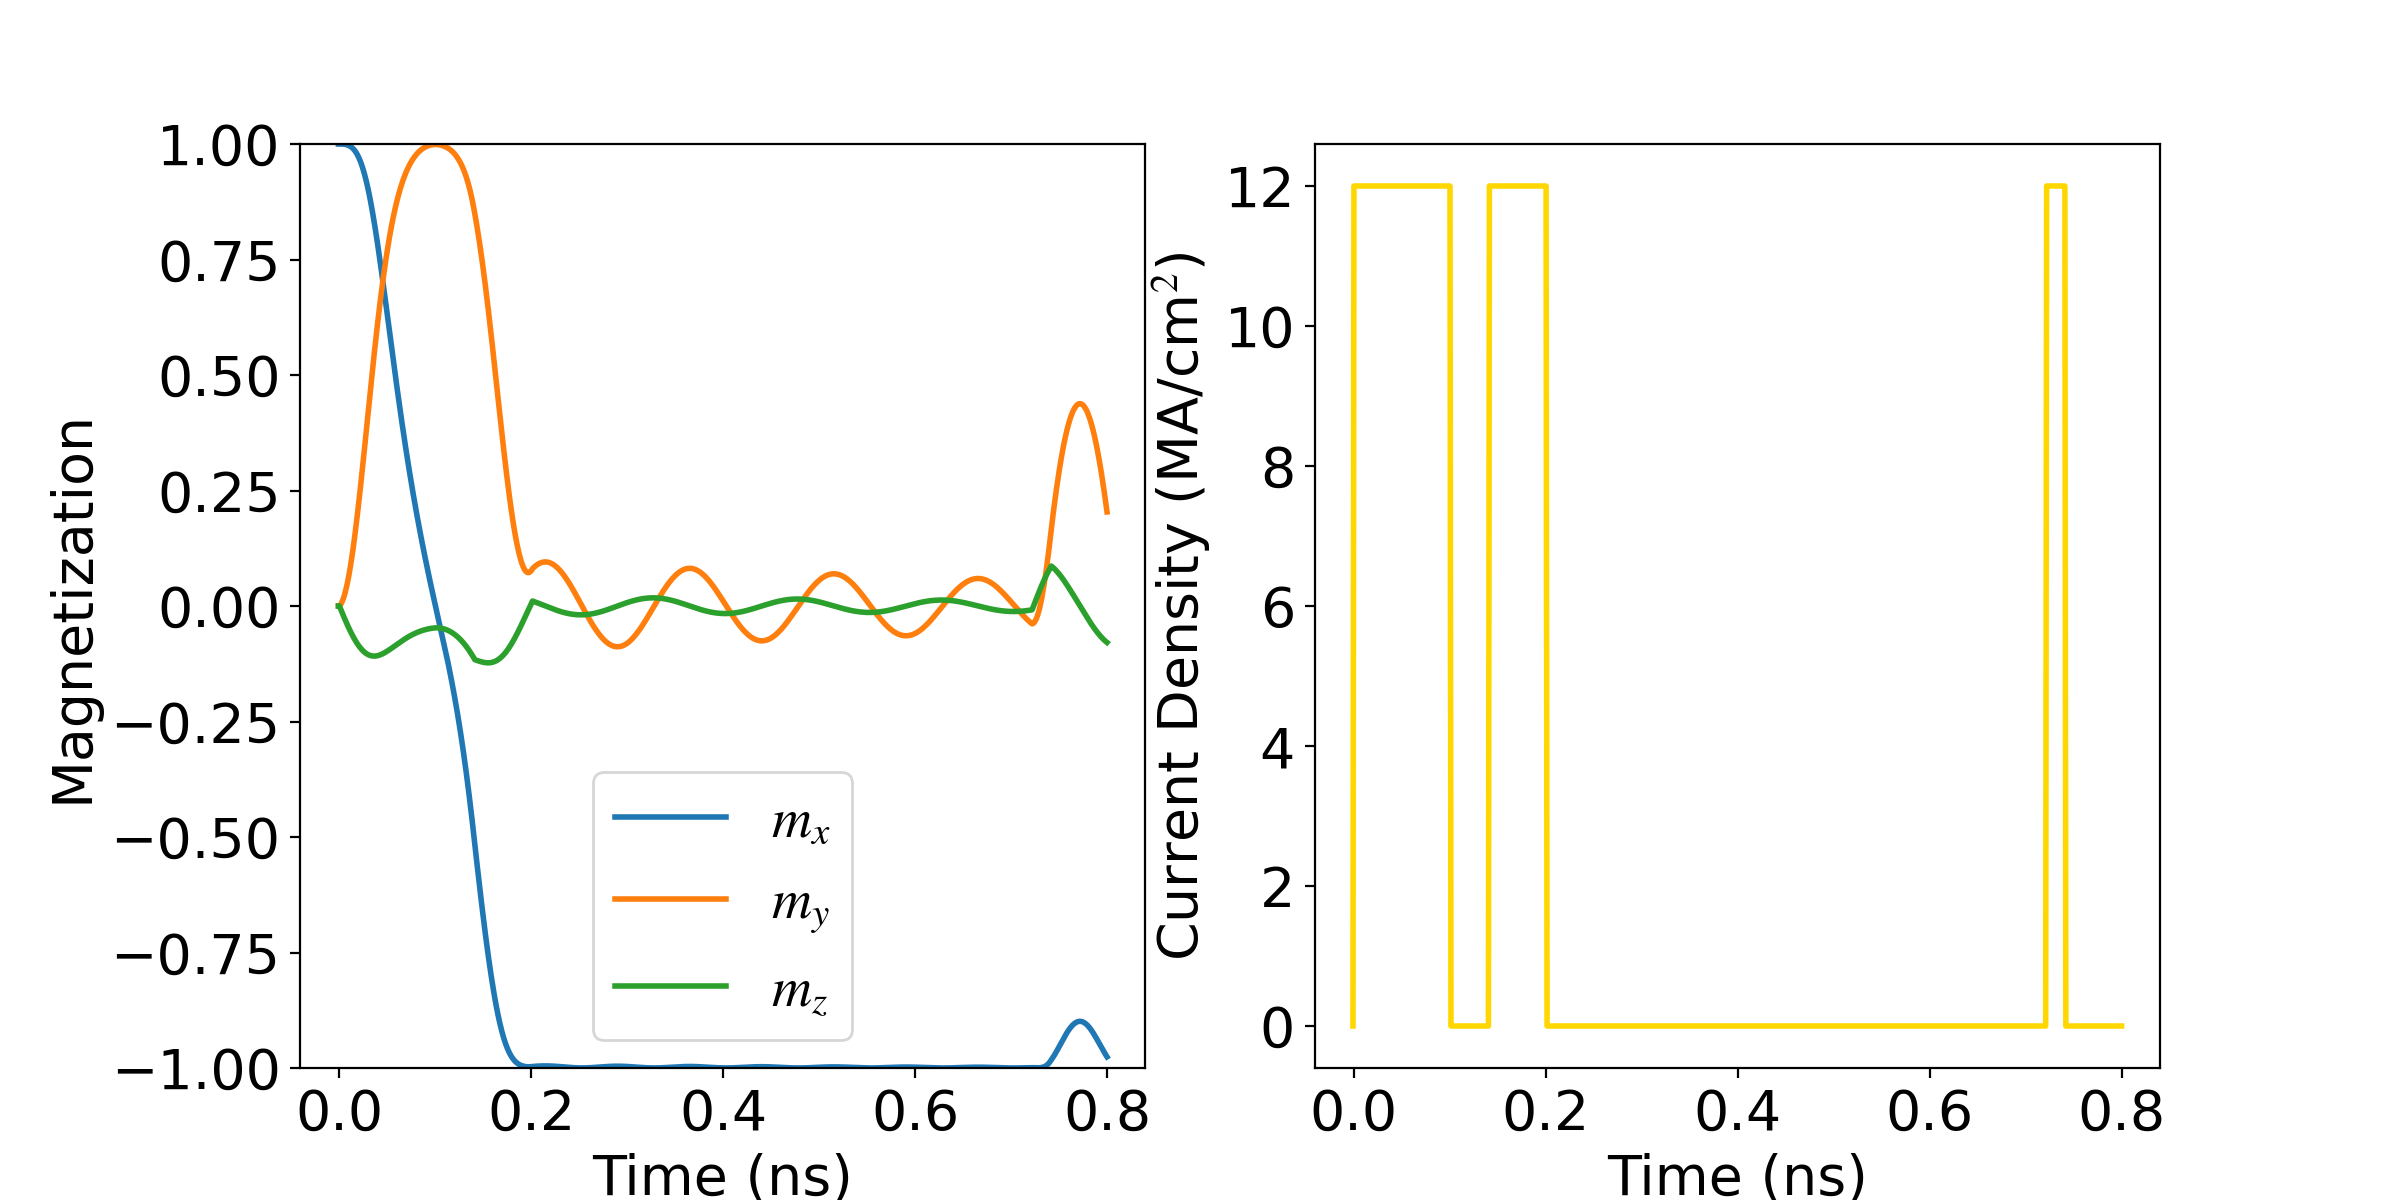 Magnetization
1.00
0.75
0.50
0.25
0.00
−0.25
−0.50
−0.75
−1.00
m_x
m_y
m_z
0.0 0.2 0.4 0.6 0.8
Time (ns)
Current Density (MA/cm²)
12
10
8
6
4
2
0
0.0 0.2 0.4 0.6 0.8
Time (ns)